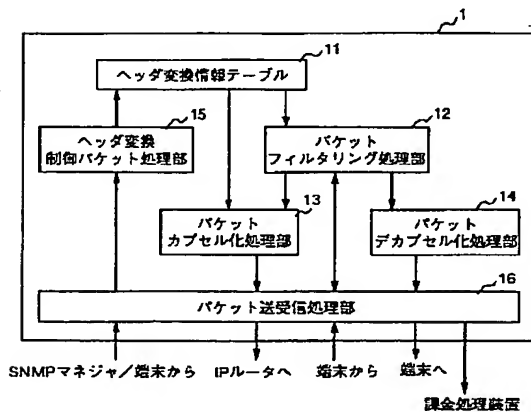 1
11
ヘッダ変換情報テーブル
15
ヘッダ変換
制御パケット処理部
12
パケット
フィルタリング処理部
13
パケット
カプセル化処理部
14
パケット
デカプセル化処理部
16
パケット送受信処理部
SNMPマネジャ/端末から
IPルータへ
端末から
端末へ
課金処理装置